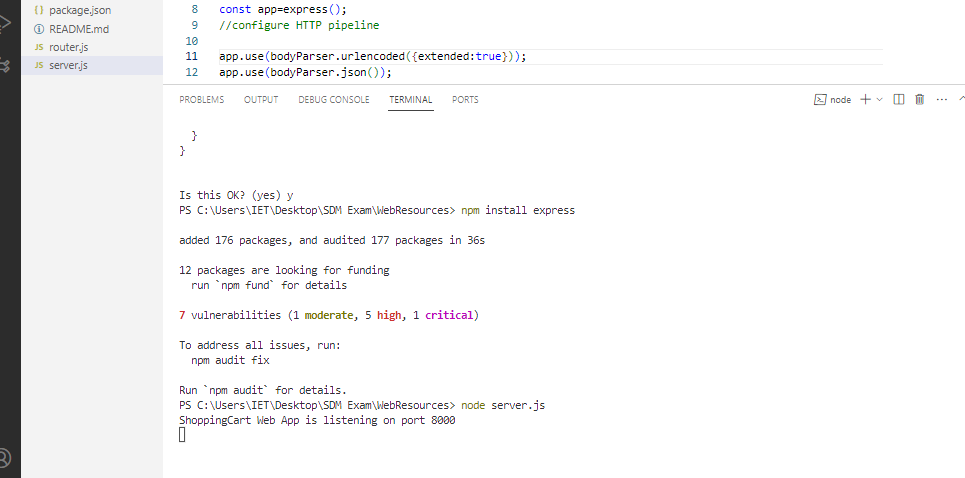 {} package.json
README.md
JS router.js
JS server.js
8 const app=express();
9 //configure HTTP pipeline
10
11 app.use(bodyParser.urlencoded({extended:true}));
12 app.use(bodyParser.json());
PROBLEMS OUTPUT DEBUG CONSOLE TERMINAL PORTS
node
}
}
Is this OK? (yes) y
PS C:\Users\IET\Desktop\SDM Exam\WebResources> npm install express
added 176 packages, and audited 177 packages in 36s
12 packages are looking for funding
run `npm fund` for details
7 vulnerabilities (1 moderate, 5 high, 1 critical)
To address all issues, run:
npm audit fix
Run `npm audit` for details.
PS C:\Users\IET\Desktop\SDM Exam\WebResources> node server.js
ShoppingCart Web App is listening on port 8000